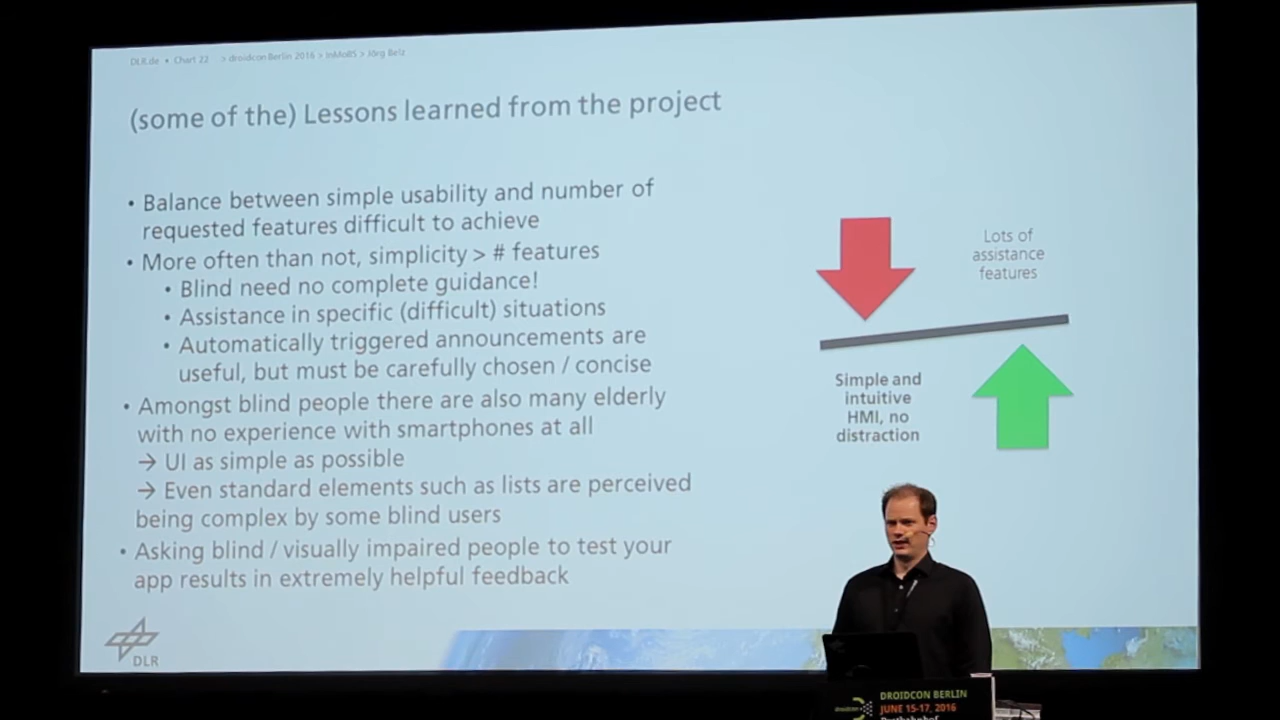 DLR.de • Chart 22 > droidcon Berlin 2016 > InMoBS > Jörg Belz
(some of the) Lessons learned from the project
• Balance between simple usability and number of
requested features difficult to achieve
• More often than not, simplicity > # features
• Blind need no complete guidance!
• Assistance in specific (difficult) situations
• Automatically triggered announcements are
useful, but must be carefully chosen / concise
• Amongst blind people there are also many elderly
with no experience with smartphones at all
→ UI as simple as possible
→ Even standard elements such as lists are perceived
being complex by some blind users
• Asking blind / visually impaired people to test your
app results in extremely helpful feedback
Lots of
assistance
features
Simple and
intuitive
HMI, no
distraction
DLR
droidcon
DROIDCON BERLIN
JUNE 15-17, 2016
Postbahnhof